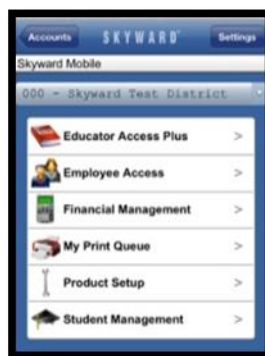 Accounts SKYWARD Settings
Skyward Mobile
000 - Skyward Test District
Educator Access Plus >
Employee Access >
Financial Management >
My Print Queue >
Product Setup >
Student Management >